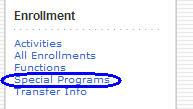 Enrollment
Activities
All Enrollments
Functions
Special Programs
Transfer Info